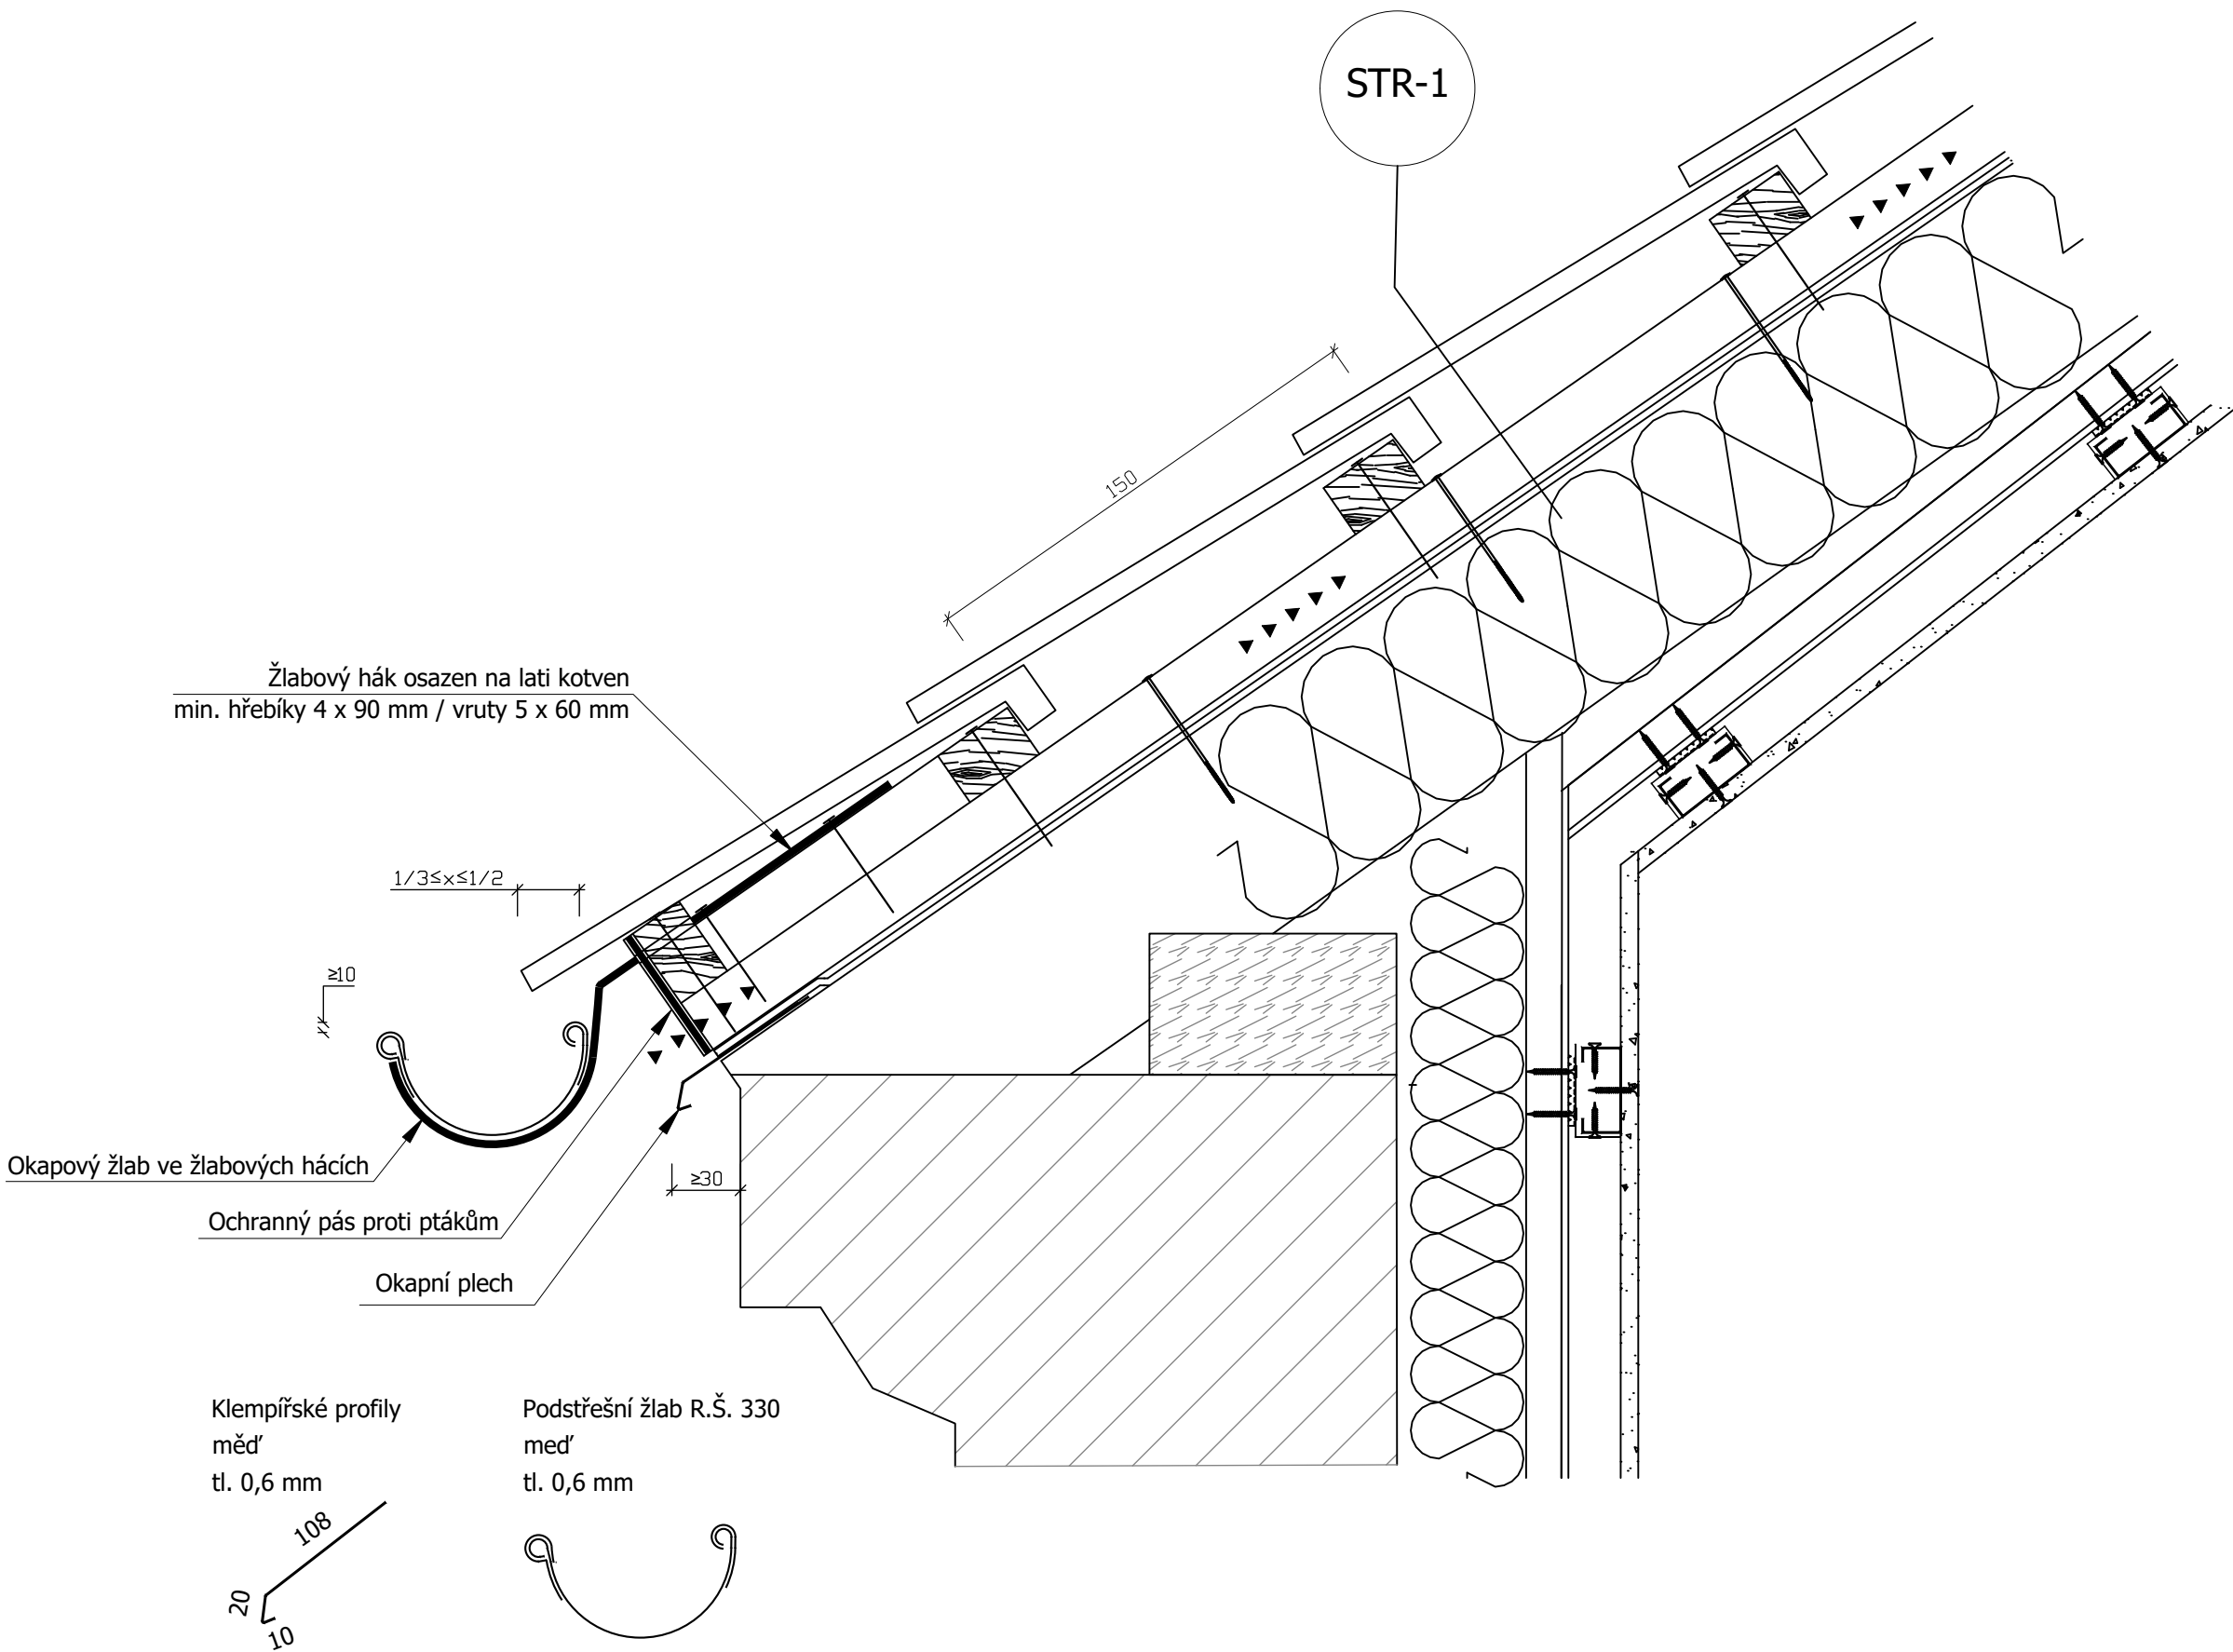 STR-1
150
Žlabový hák osazen na lati kotven
min. hřebíky 4 x 90 mm / vruty 5 x 60 mm
1/3≤x≤1/2
≥10
Okapový žlab ve žlabových hácích
≥30
Ochranný pás proti ptákům
Okapní plech
Klempířské profily
měď
tl. 0,6 mm
108
20
10
Podstřešní žlab R.Š. 330
meď
tl. 0,6 mm